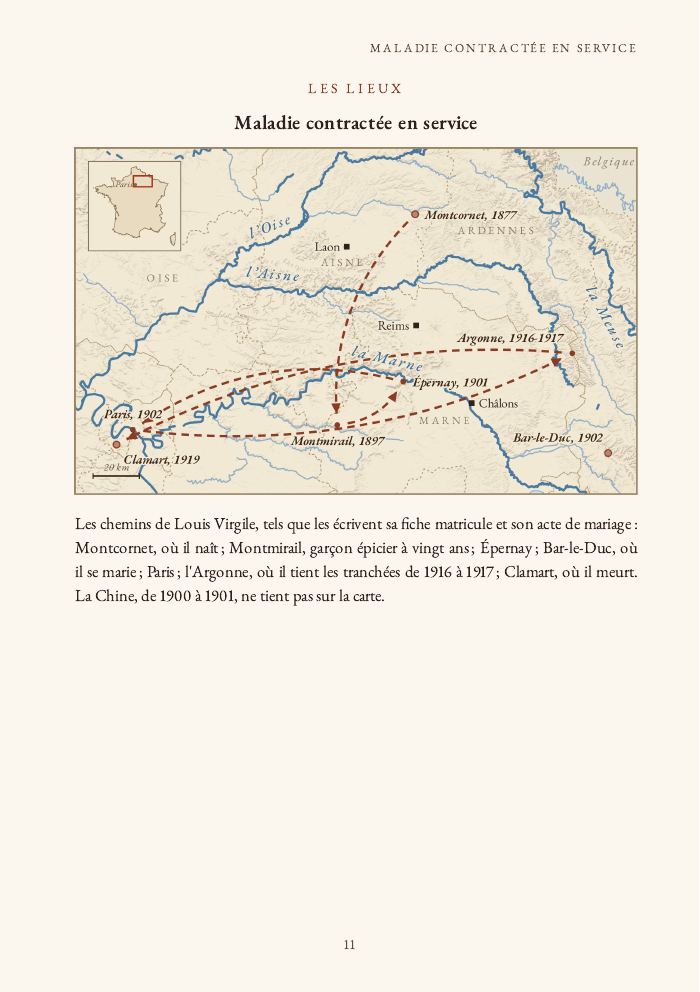 MALADIE CONTRACTÉE EN SERVICE
LES LIEUX
Maladie contractée en service
Belgique
Paris
Montcornet, 1877
ARDENNES
l'Oise
Laon
AISNE
l'Aisne
OISE
la Meuse
Reims
Argonne, 1916-1917
la Marne
Épernay, 1901
Châlons
Paris, 1902
MARNE
Montmirail, 1897
Bar-le-Duc, 1902
Clamart, 1919
20 km
Les chemins de Louis Virgile, tels que les écrivent sa fiche matricule et son acte de mariage :
Montcornet, où il naît ; Montmirail, garçon épicier à vingt ans ; Épernay ; Bar-le-Duc, où
il se marie ; Paris ; l'Argonne, où il tient les tranchées de 1916 à 1917 ; Clamart, où il meurt.
La Chine, de 1900 à 1901, ne tient pas sur la carte.
11